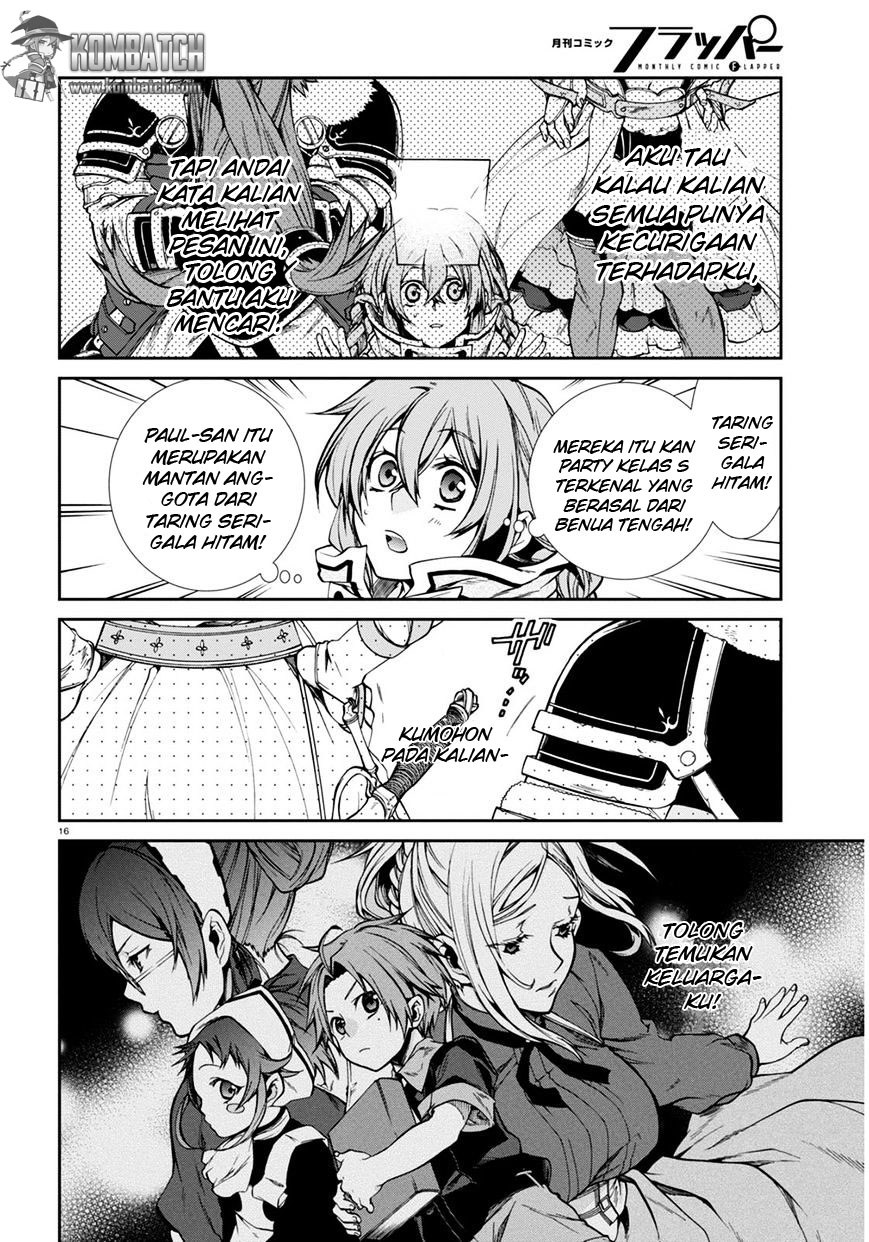 KOMBATCH
www.kombatch.com
月刊コミック
フラッパー
MONTHLY COMIC FLAPPER
AKU TAU
KALAU KALIAN
SEMUA PUNYA
KECURIGAAN
TERHADAPKU,
TAPI ANDAI
KATA KALIAN
MELIHAT
PESAN INI,
TOLONG
BANTU AKU
MENCARI.
TARING
SERI-
GALA
HITAM!
MEREKA ITU KAN
PARTY KELAS S
TERKENAL YANG
BERASAL DARI
BENUA TENGAH!
PAUL-SAN ITU
MERUPAKAN
MANTAN ANG-
GOTA DARI
TARING SERI-
GALA HITAM!
KUMOHON
PADA KALIAN-
16
TOLONG
TEMUKAN
KELUARGA-
KU!